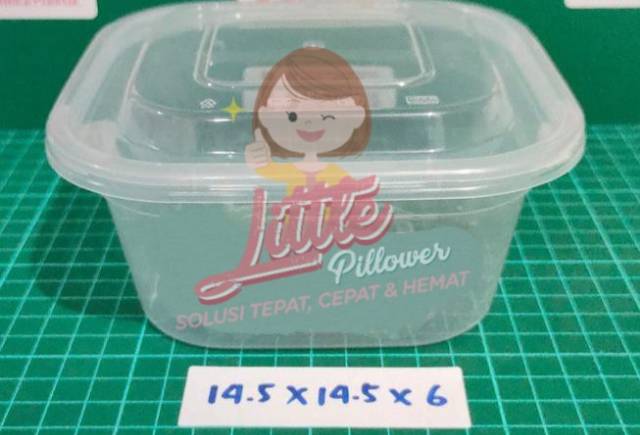 Little
Pillower
SOLUSI TEPAT, CEPAT & HEMAT
14.5 X 14.5 X 6